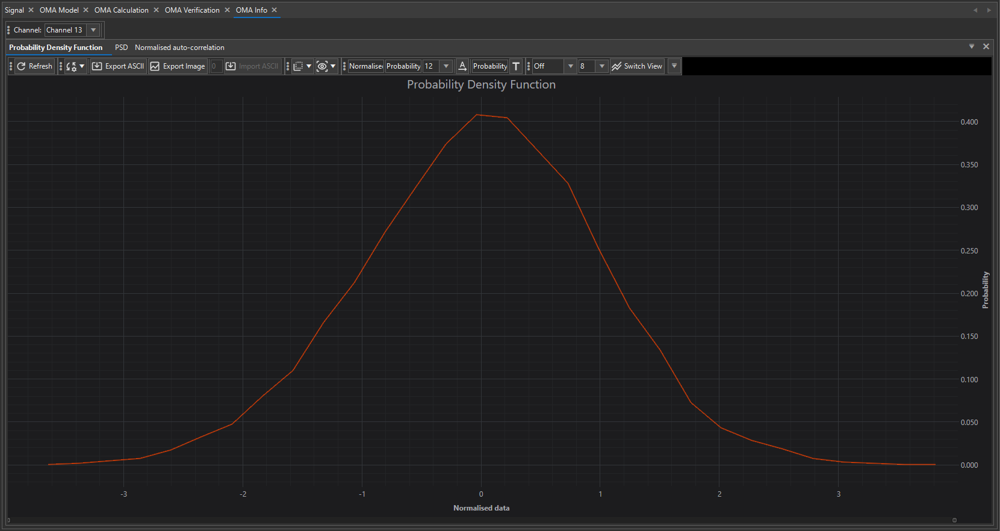 Signal OMA Model OMA Calculation OMA Verification OMA Info
Channel: Channel 13
Probability Density Function PSD Normalised auto-correlation
Refresh Export ASCII Export Image 0 Import ASCII Normalise Probability 12 A Probability T Off 8 Switch View
Probability Density Function
0.400
0.350
0.300
0.250
0.200
0.150
0.100
0.050
0.000
Probability
-3 -2 -1 0 1 2 3
Normalised data